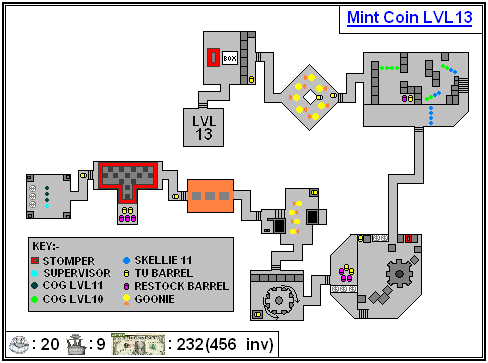 Mint Coin LVL13
BOX
LVL
13
KEY:-
STOMPER
SUPERVISOR
COG LVL11
COG LVL10
SKELLIE 11
TU BARREL
RESTOCK BARREL
GOONIE
: 20 : 9 : 232(456 inv)